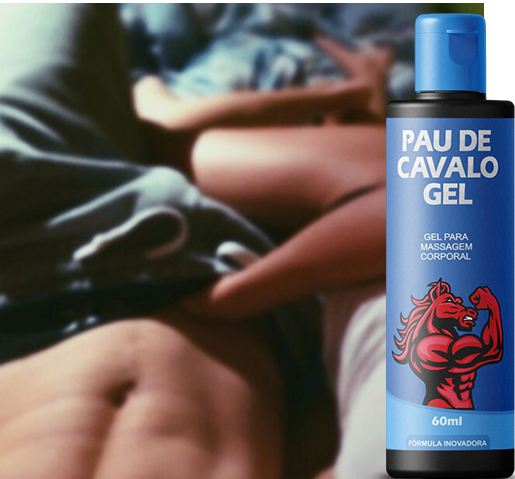 PAU DE
CAVALO
GEL
GEL PARA
MASSAGEM
CORPORAL
60ml
FÓRMULA INOVADORA